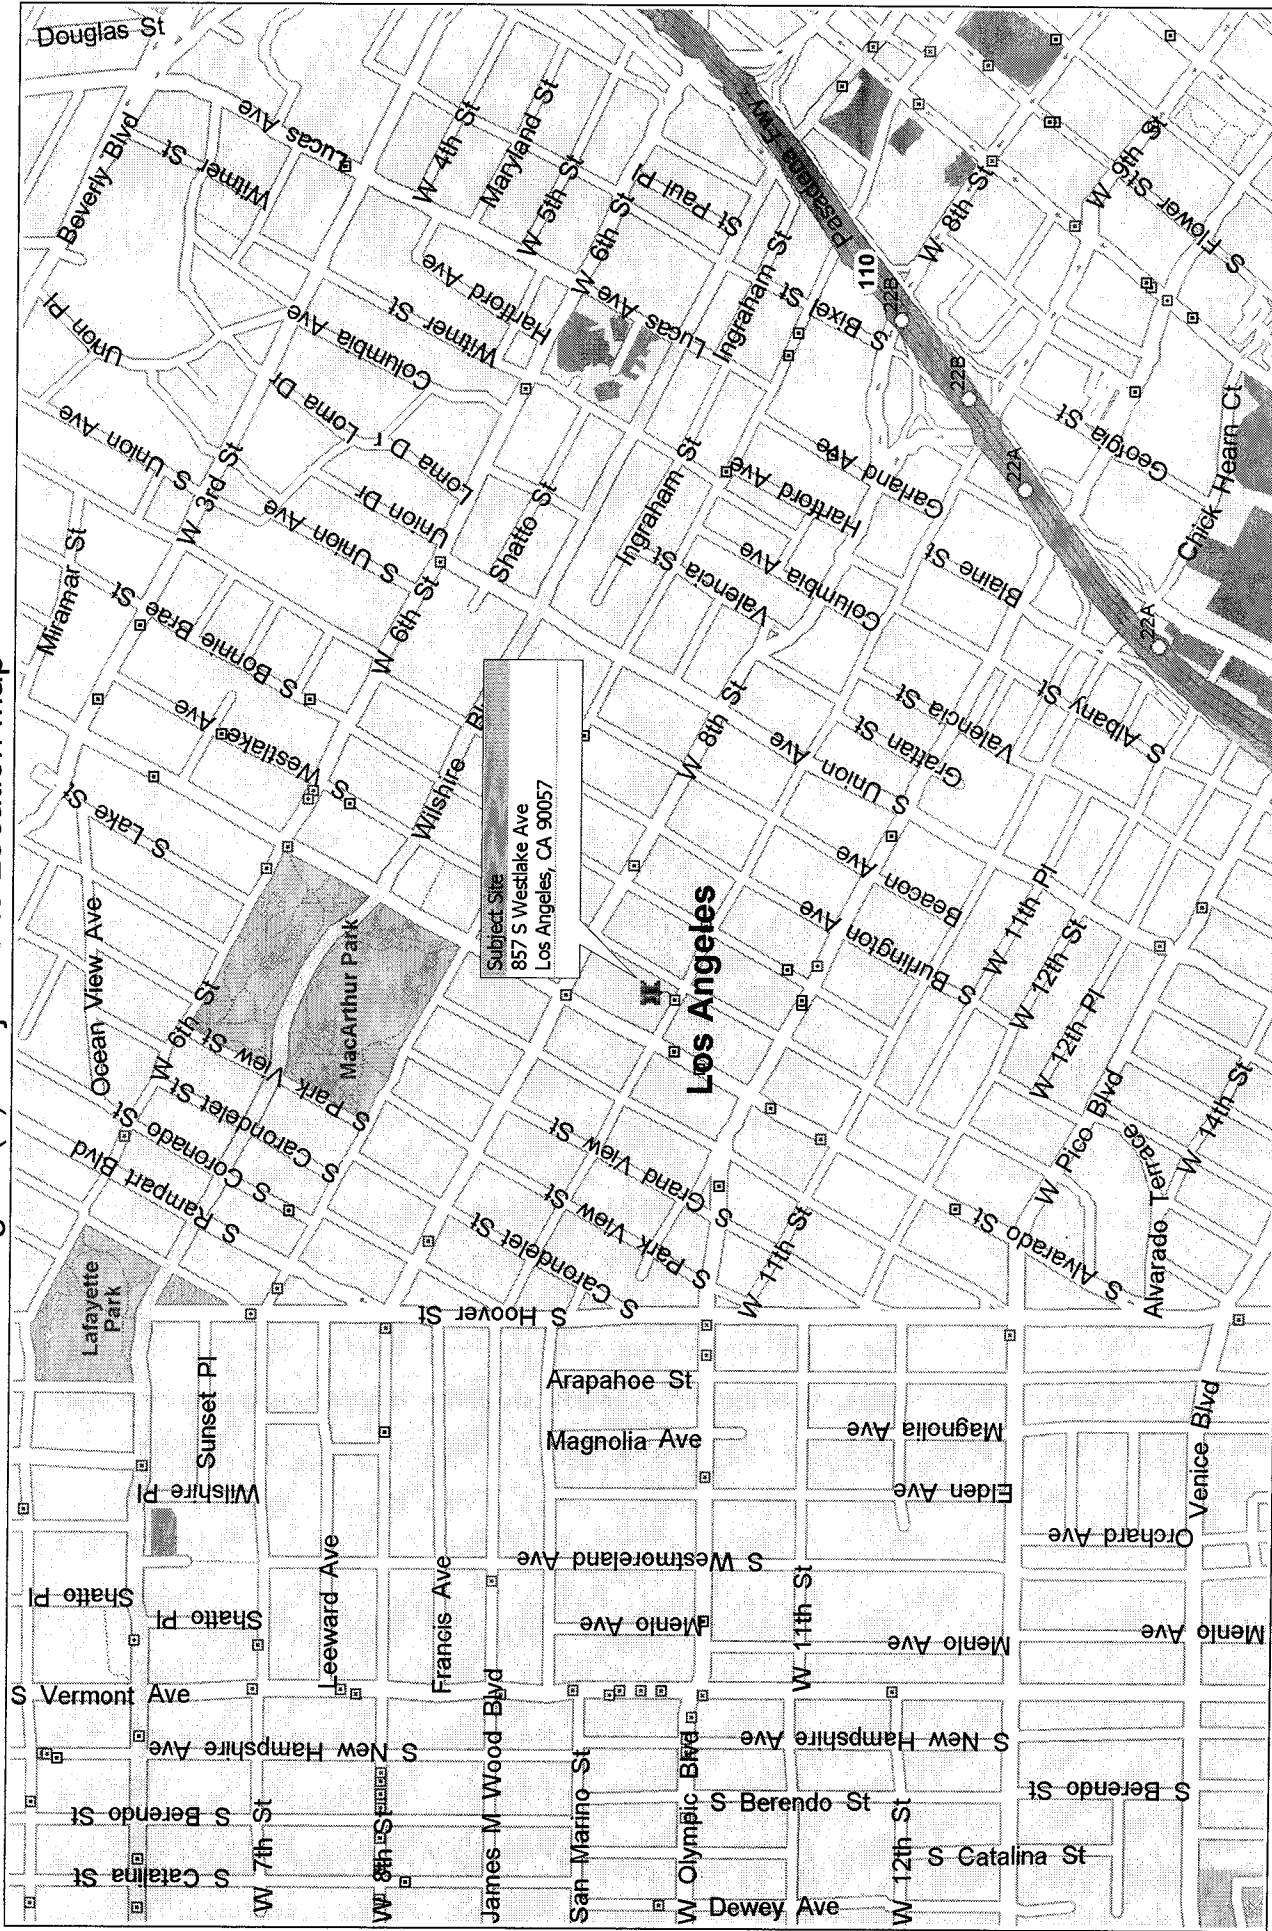 Douglas St
Beverly Blvd
Witmer St
Lucas Ave
W 4th St
Maryland St
W 5th St
W 6th St
St Paul Pl
Pasadena Fwy
110
W 8th St
W 9th St
S Flower St
Union Pl
Columbia Ave
Witmer St
Hartford Ave
Lucas Ave
Ingraham St
S Bixel St
22B
22B
22A
22A
Georgia St
Chick Hearn Ct
S Union Ave
W 3rd St
Loma Dr
Loma Dr
Union Dr
S Union Ave
Shatto St
Ingraham St
Hartford Ave
Garland Ave
Miramar St
S Bonnie Brae St
W 6th St
Valencia St
Columbia Ave
Blaine St
S Westlake Ave
Wilshire Bl
W 8th St
S Union Ave
Grattan St
Valencia St
S Albany St
S Lake St
Subject Site
857 S Westlake Ave
Los Angeles, CA 90057
Ocean View Ave
MacArthur Park
Los Angeles
Beacon Ave
S Burlington Ave
W 11th Pl
W 12th St
W 12th Pl
W Pico Blvd
W 14th St
Alvarado Terrace
S Alvarado St
W 6th St
S Park View St
S Carondelet St
S Coronado St
S Rampart Blvd
Lafayette
Park
S Grand View St
S Park View St
S Carondelet St
W 11th St
S Hoover St
Sunset Pl
Wilshire Pl
Arapahoe St
Magnolia Ave
Magnolia Ave
Elden Ave
Orchard Ave
Venice Blvd
Shatto Pl
Shatto Pl
Leeward Ave
Francis Ave
S Westmoreland Ave
Menlo Ave
W 11th St
Menlo Ave
Menlo Ave
S Vermont Ave
S New Hampshire Ave
S New Hampshire Ave
S Berendo St
S Berendo St
S Berendo St
S Catalina St
S Catalina St
W 7th St
W 8th St
James M Wood Blvd
San Marino St
W Olympic Blvd
Dewey Ave
W 12th St